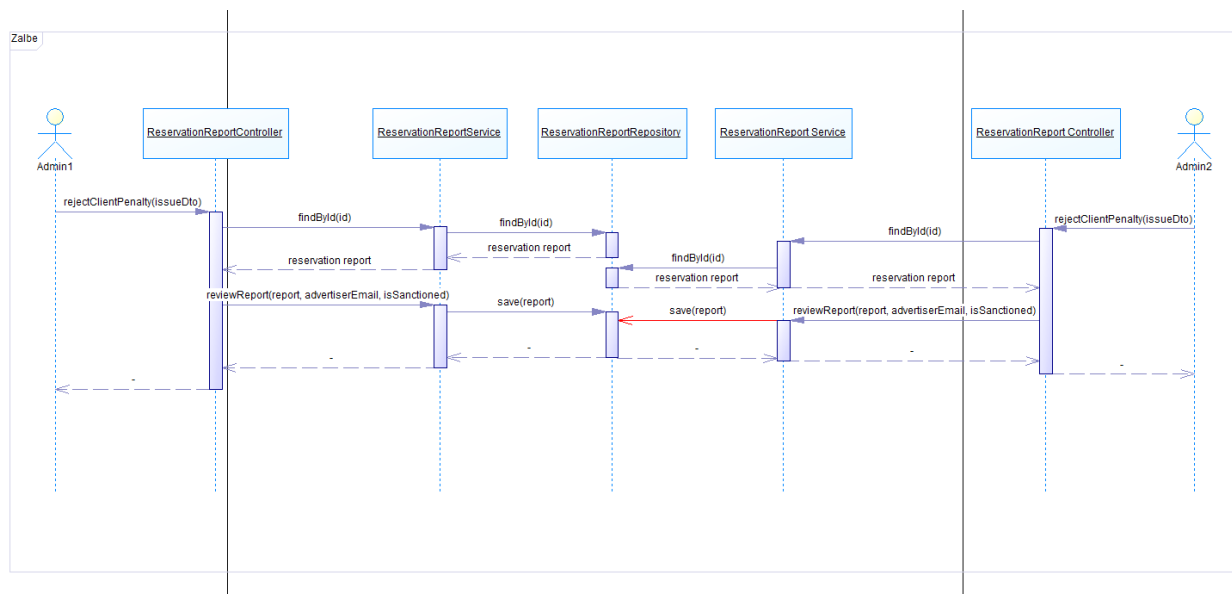 Zalbe
ReservationReportController
ReservationReportService
ReservationReportRepository
ReservationReport Service
ReservationReport Controller
Admin1
Admin2
rejectClientPenalty(issueDto)
findById(id)
findById(id)
rejectClientPenalty(issueDto)
findById(id)
reservation report
reservation report
findById(id)
reservation report
reservation report
reviewReport(report, advertiserEmail, isSanctioned)
save(report)
save(report)
reviewReport(report, advertiserEmail, isSanctioned)
-
-
-
-
-
-